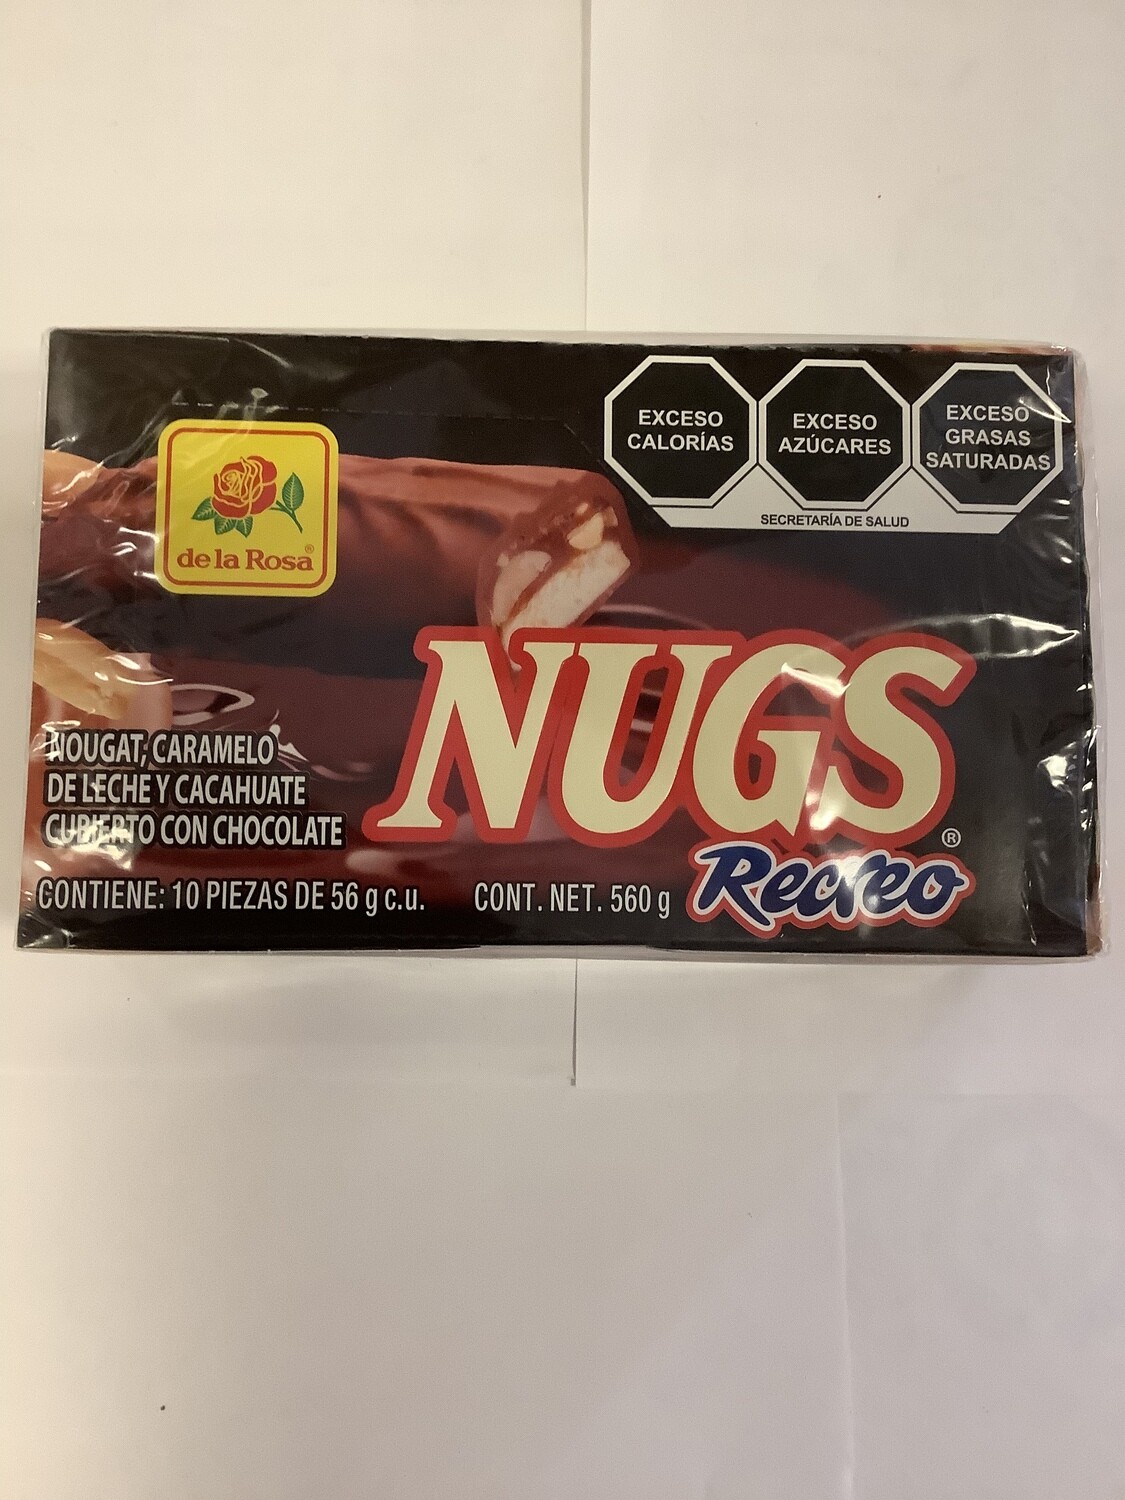 EXCESO
CALORÍAS
EXCESO
AZÚCARES
EXCESO
GRASAS
SATURADAS
SECRETARÍA DE SALUD
de la Rosa®
NUGS®
Recreo
NOUGAT, CARAMELO
DE LECHE Y CACAHUATE
CUBIERTO CON CHOCOLATE
CONTIENE: 10 PIEZAS DE 56 g c.u.
CONT. NET. 560 g